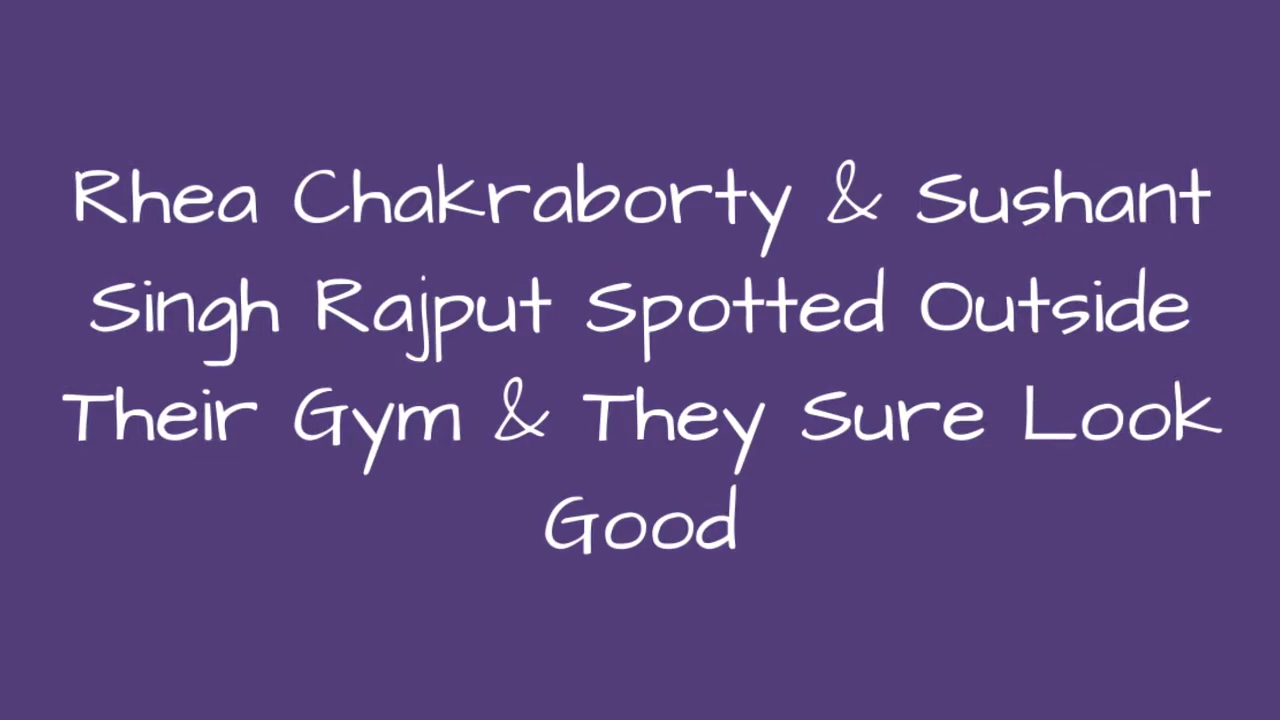 Rhea Chakraborty & Sushant
Singh Rajput Spotted Outside
Their Gym & They Sure Look
Good